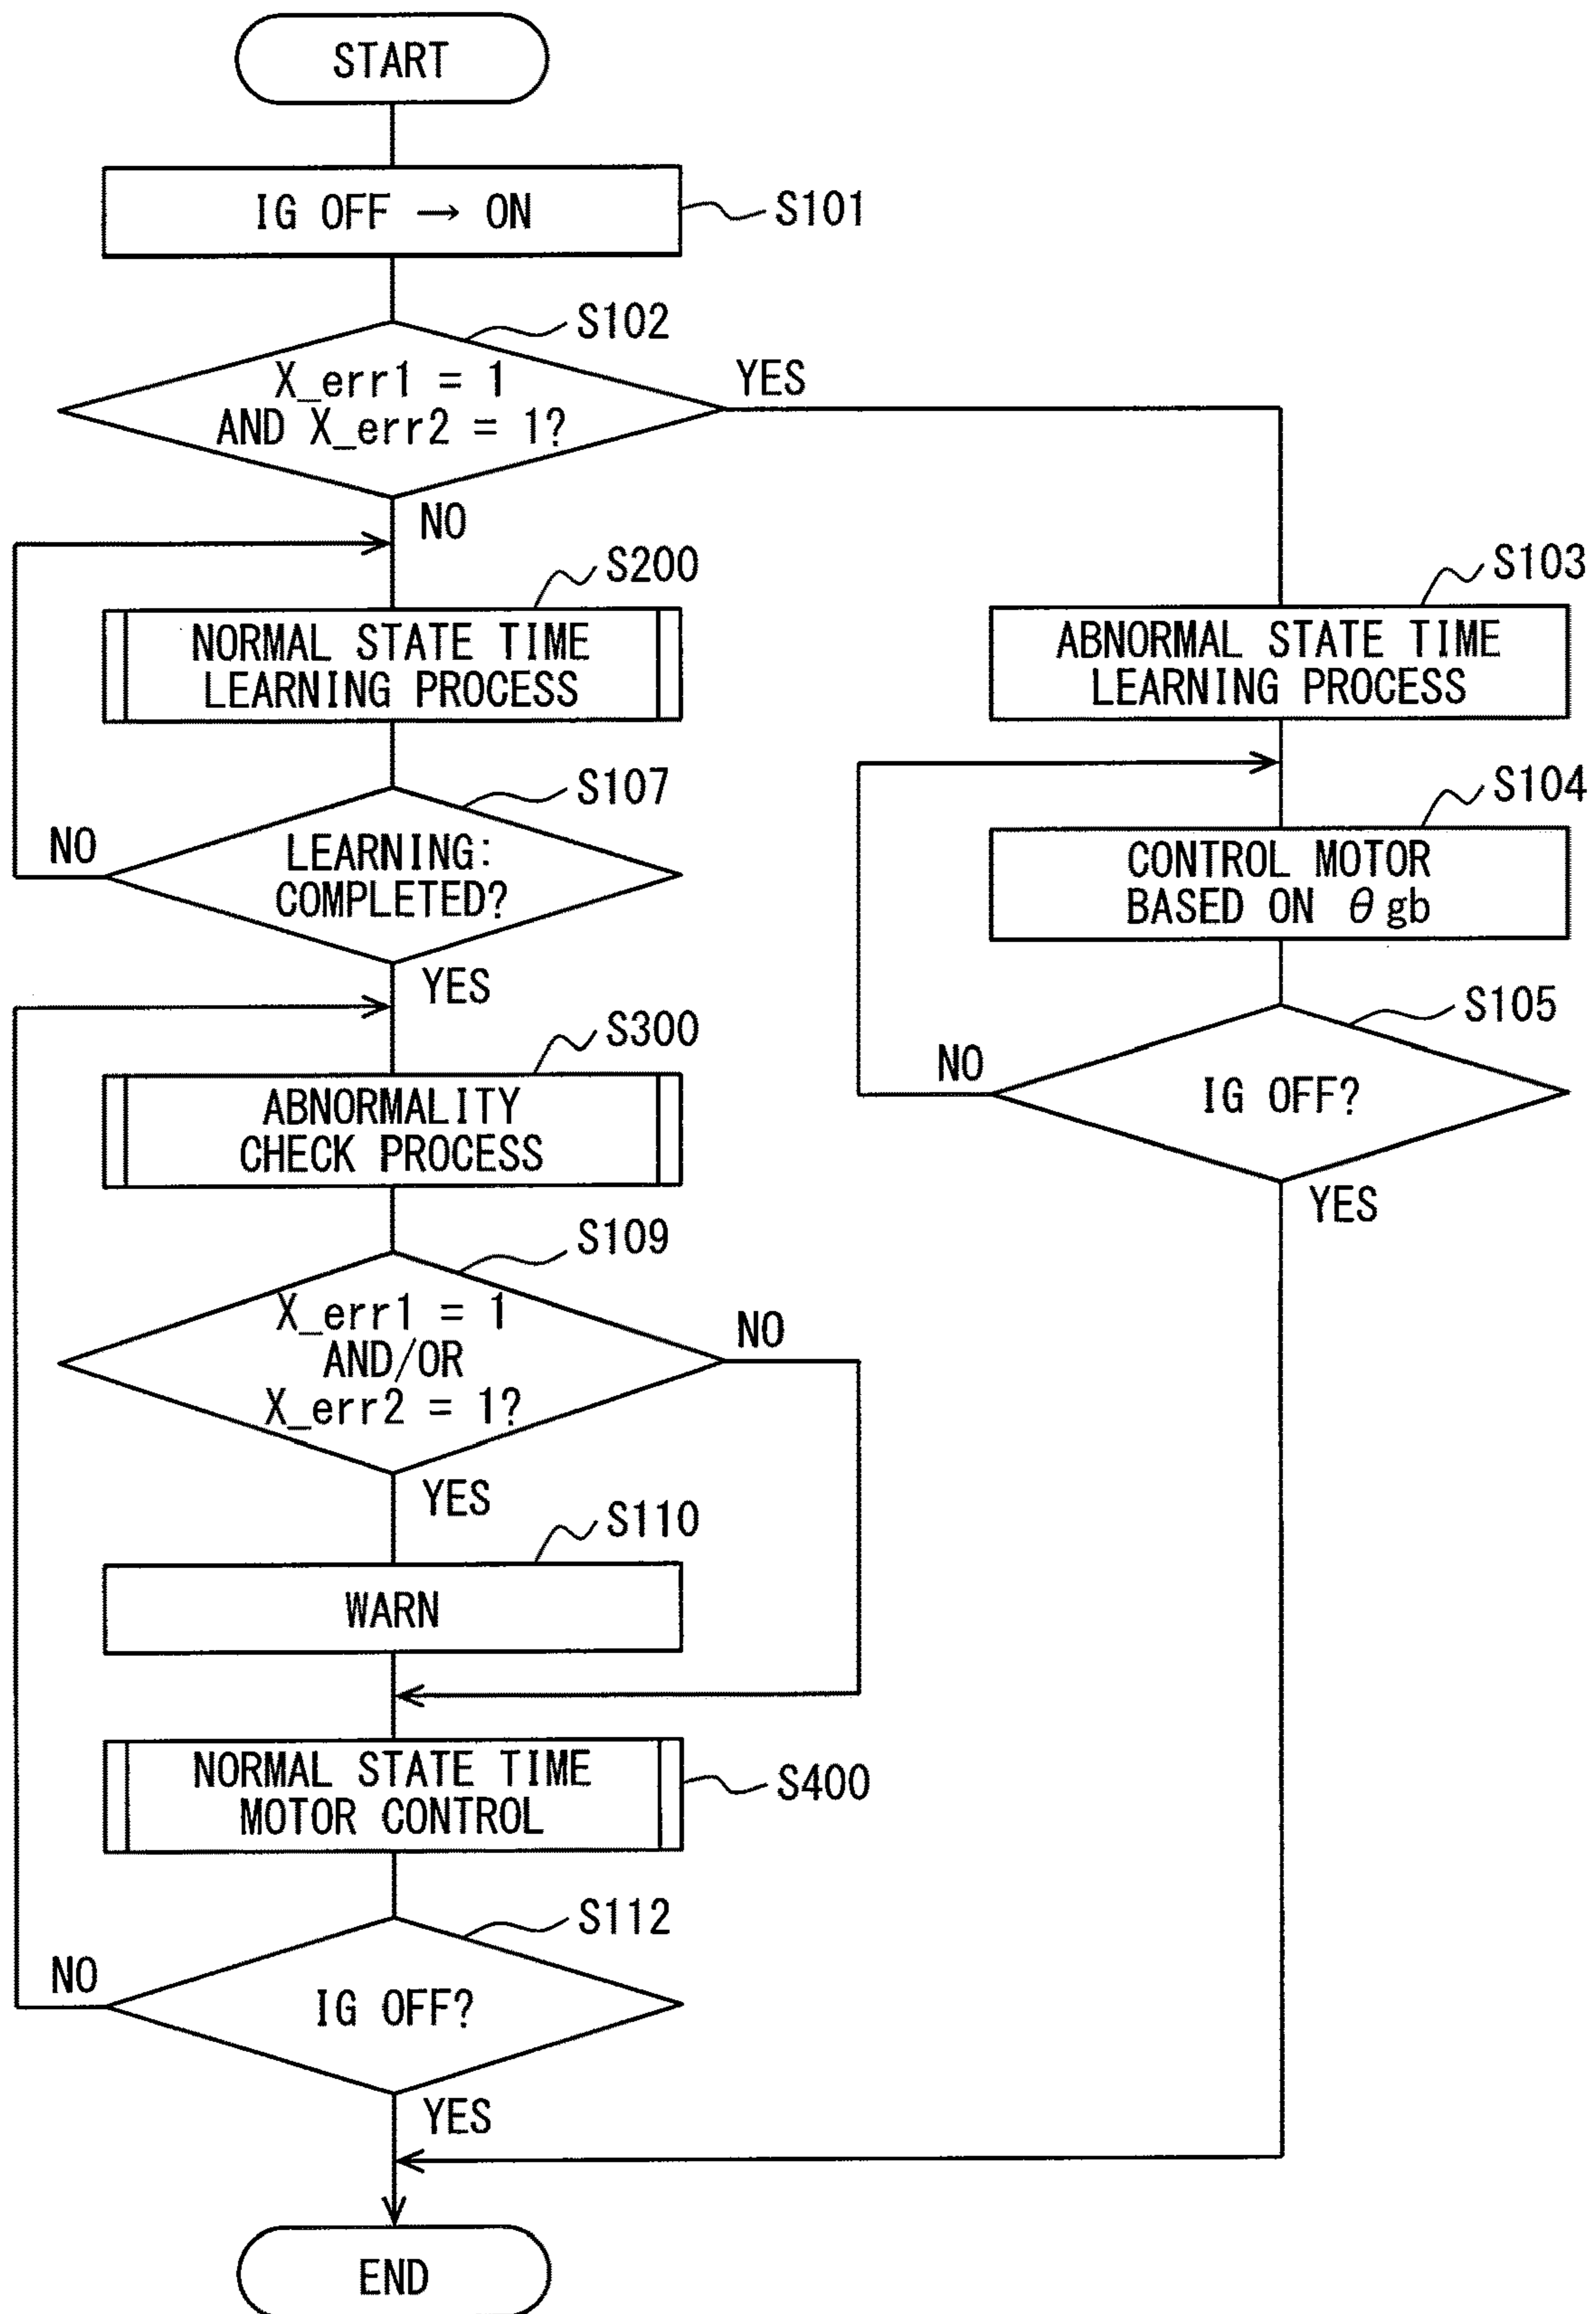 START
IG OFF → ON
S101
S102
X_err1 = 1
AND X_err2 = 1?
YES
NO
S200
NORMAL STATE TIME
LEARNING PROCESS
S107
LEARNING:
COMPLETED?
NO
YES
S300
ABNORMALITY
CHECK PROCESS
S109
X_err1 = 1
AND/OR
X_err2 = 1?
NO
YES
S110
WARN
NORMAL STATE TIME
MOTOR CONTROL
S400
S112
IG OFF?
NO
YES
END
S103
ABNORMAL STATE TIME
LEARNING PROCESS
S104
CONTROL MOTOR
BASED ON θgb
S105
IG OFF?
NO
YES